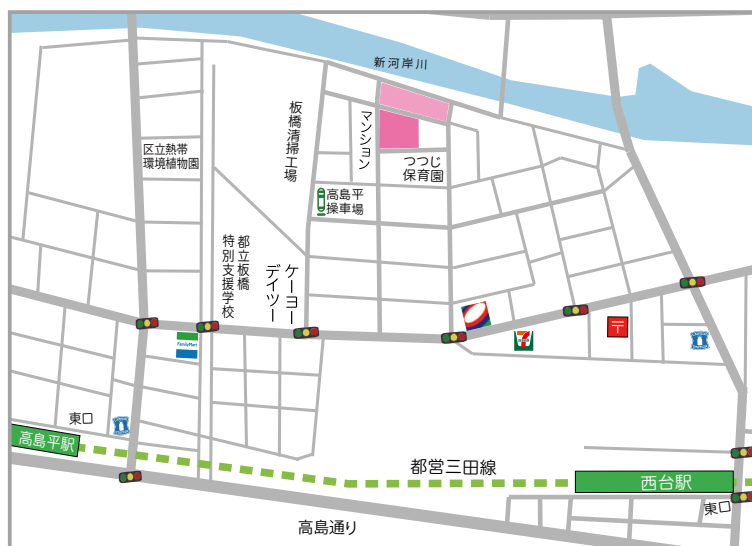 新河岸川
板橋清掃工場
マンション
区立熱帯
環境植物園
つつじ
保育園
高島平
操車場
都立板橋
特別支援学校
ケーヨー
デイツー
FamilyMart
〒
東口
高島平駅
都営三田線
西台駅
東口
高島通り